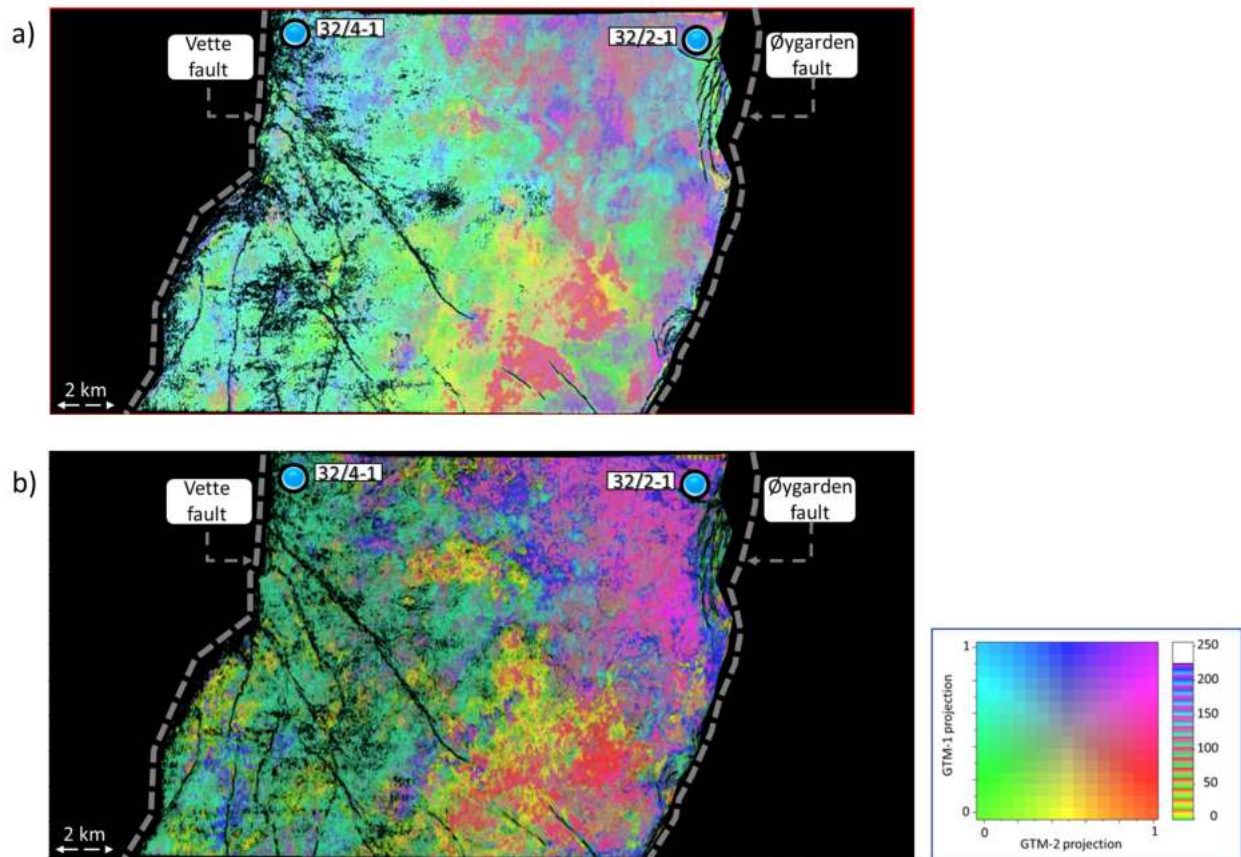 a)
32/4-1
32/2-1
Vette
fault
Øygarden
fault
2 km
b)
32/4-1
32/2-1
Vette
fault
Øygarden
fault
2 km
1
0
GTM-1 projection
0
1
GTM-2 projection
250
200
150
100
50
0